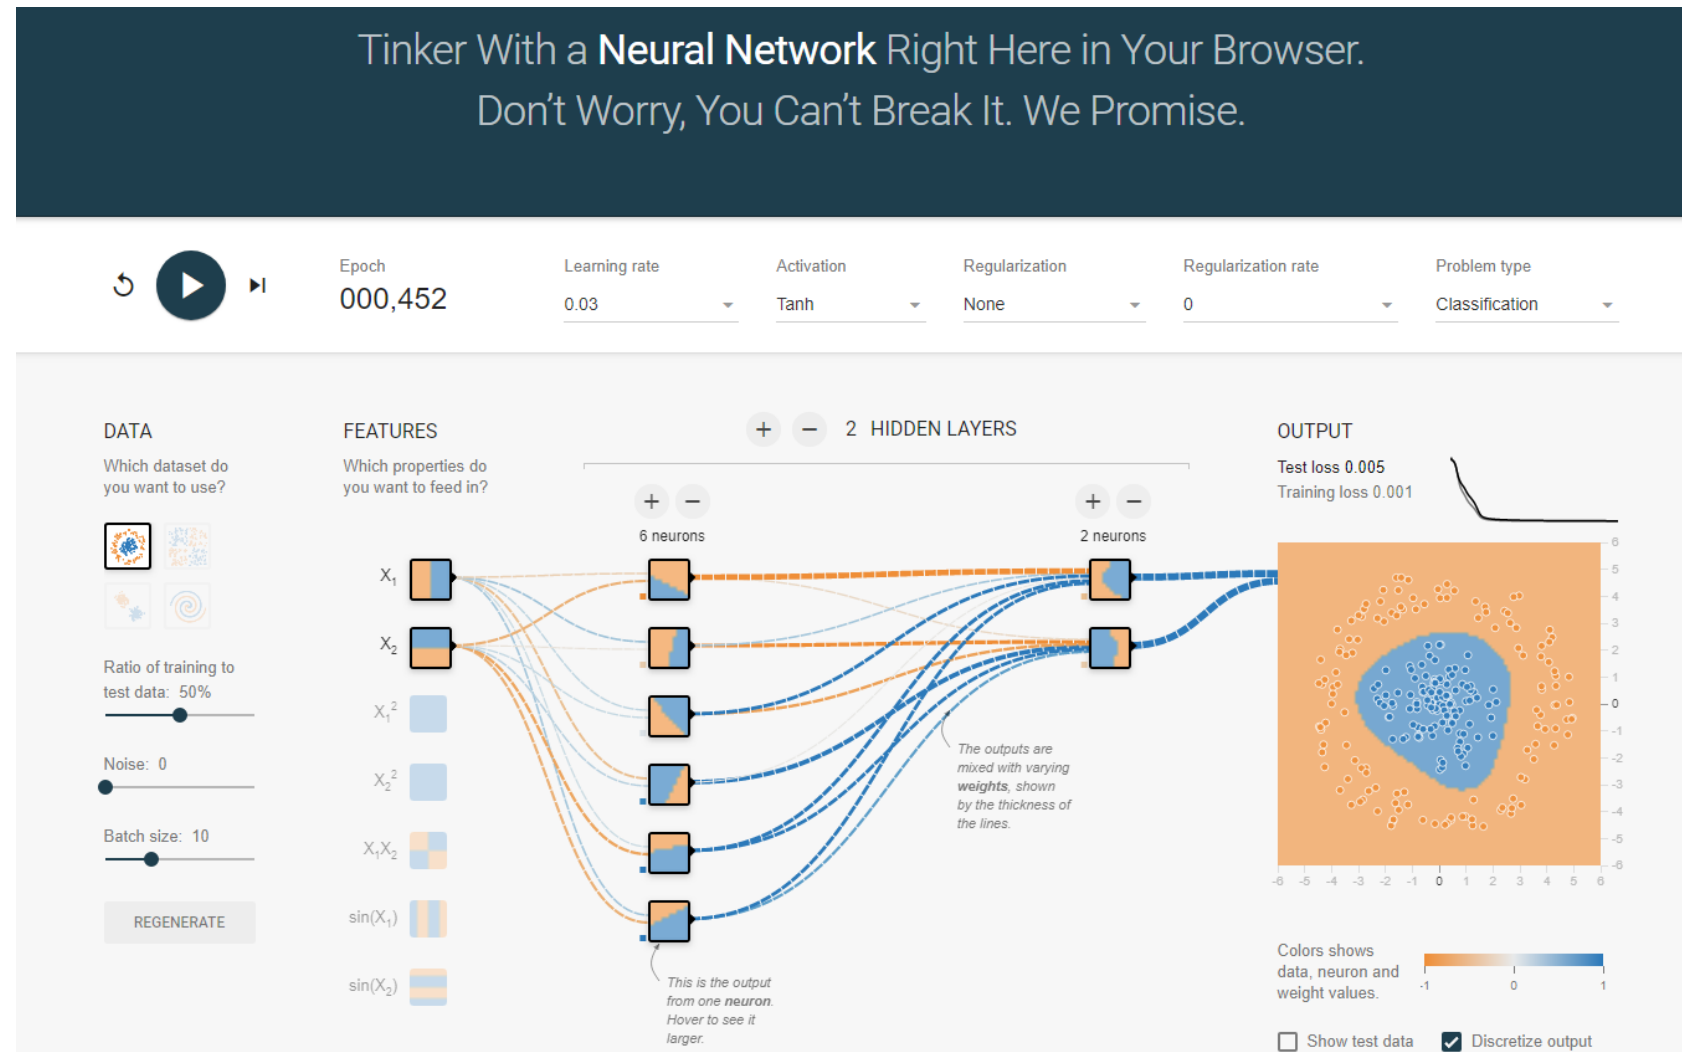 Tinker With a Neural Network Right Here in Your Browser.
Don't Worry, You Can't Break It. We Promise.
Epoch
000,452
Learning rate
0.03
Activation
Tanh
Regularization
None
Regularization rate
0
Problem type
Classification
DATA
Which dataset do
you want to use?
Ratio of training to
test data: 50%
Noise: 0
Batch size: 10
REGENERATE
FEATURES
Which properties do
you want to feed in?
X₁
X₂
X₁²
X₂²
X₁X₂
sin(X₁)
sin(X₂)
+ − 2 HIDDEN LAYERS
+ −
6 neurons
+ −
2 neurons
The outputs are
mixed with varying
weights, shown
by the thickness of
the lines.
This is the output
from one neuron.
Hover to see it
larger.
OUTPUT
Test loss 0.005
Training loss 0.001
6
5
4
3
2
1
0
-1
-2
-3
-4
-5
-6
-6 -5 -4 -3 -2 -1 0 1 2 3 4 5 6
Colors shows
data, neuron and
weight values.
-1 0 1
Show test data
Discretize output